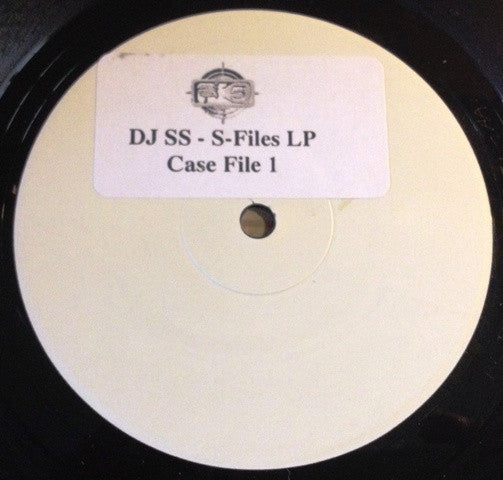 DJ SS - S-Files LP
Case File 1